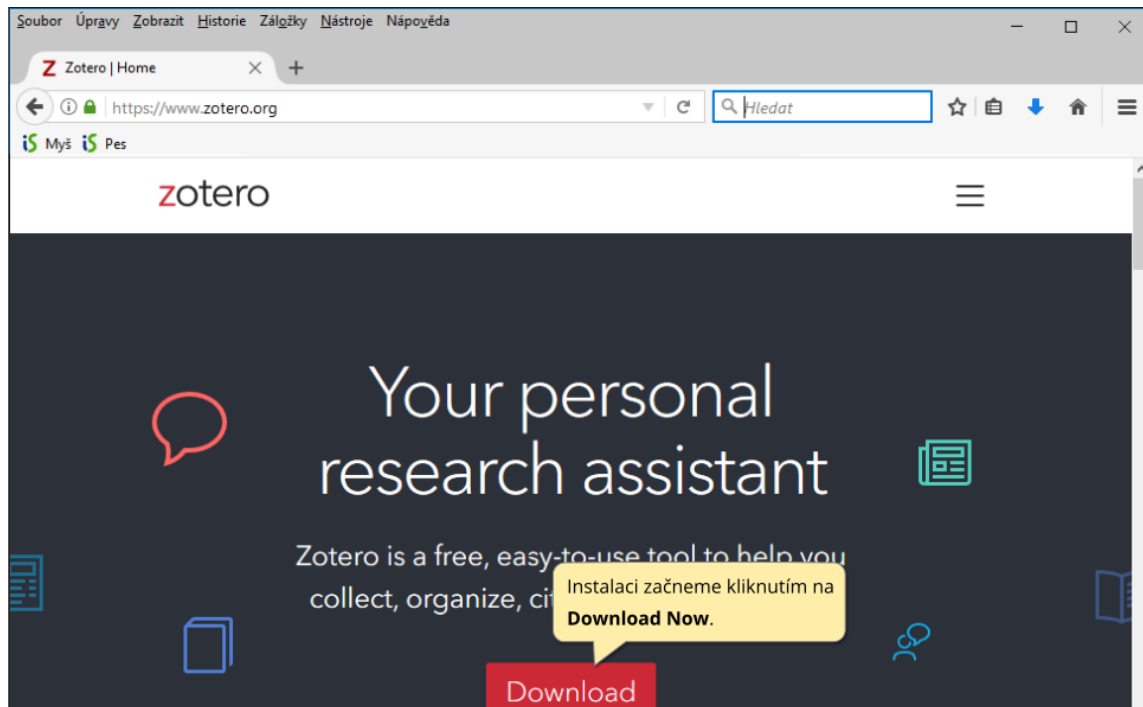 Soubor Úpravy Zobrazit Historie Záložky Nástroje Nápověda
Zotero | Home
https://www.zotero.org
Hledat
Myš Pes
zotero
Your personal
research assistant
Zotero is a free, easy-to-use tool to help you
collect, organize,
Instalaci začneme kliknutím na
Download Now.
Download